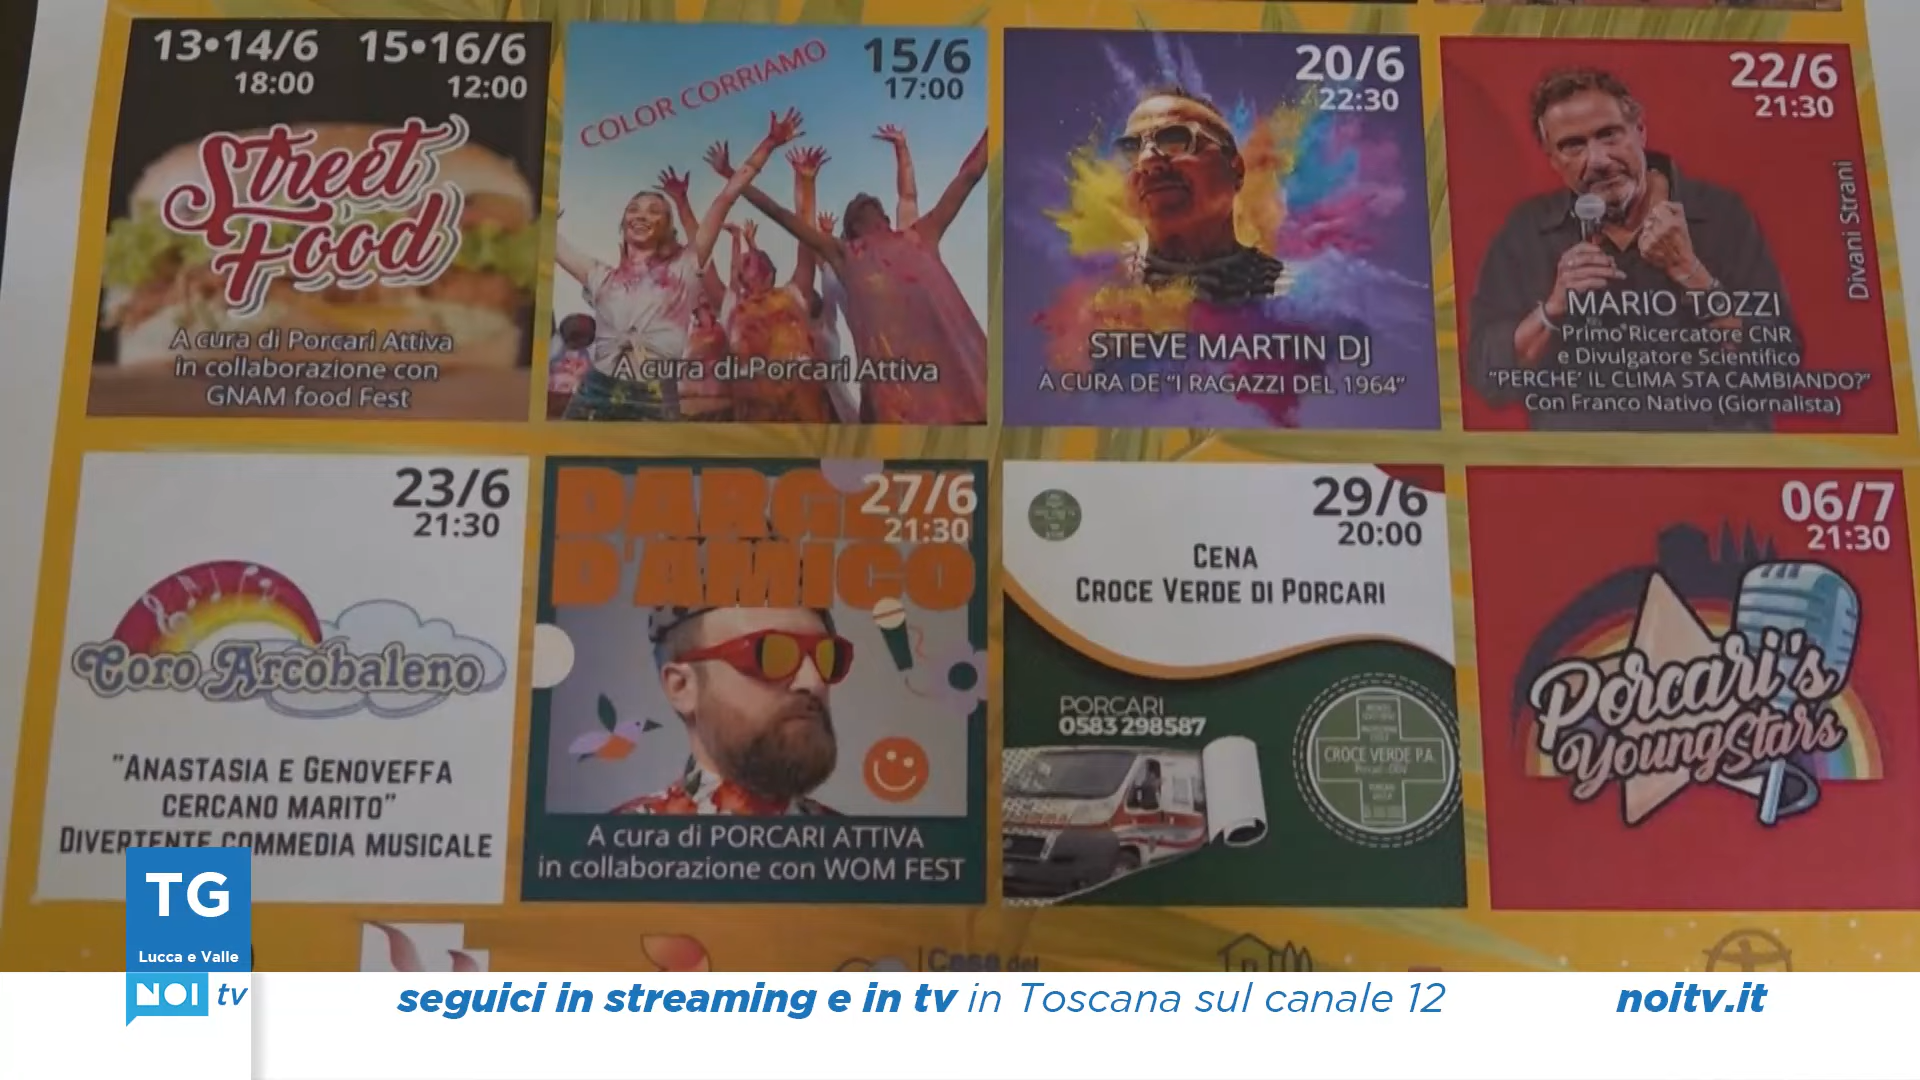 13•14/6 15•16/6
18:00 12:00
Street
Food
A cura di Porcari Attiva
in collaborazione con
GNAM food Fest
15/6
17:00
COLOR CORRIAMO
A cura di Porcari Attiva
20/6
22:30
STEVE MARTIN DJ
A CURA DE “I RAGAZZI DEL 1964”
22/6
21:30
Divani Strani
MARIO TOZZI
Primo Ricercatore CNR
e Divulgatore Scientifico
“PERCHE’ IL CLIMA STA CAMBIANDO?”
Con Franco Nativo (Giornalista)
23/6
21:30
Coro Arcobaleno
"ANASTASIA E GENOVEFFA
CERCANO MARITO”
DIVERTENTE COMMEDIA MUSICALE
27/6
21:30
D'AMICO
A cura di PORCARI ATTIVA
in collaborazione con WOM FEST
29/6
20:00
CENA
CROCE VERDE DI PORCARI
PORCARI
0583 298587
CROCE VERDE P.A.
06/7
21:30
Porcari's
YoungStars
TG
Lucca e Valle
NOI tv
seguici in streaming e in tv in Toscana sul canale 12
noitv.it